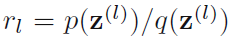 r_l = p(𝐳^{(l)})/q(𝐳^{(l)})